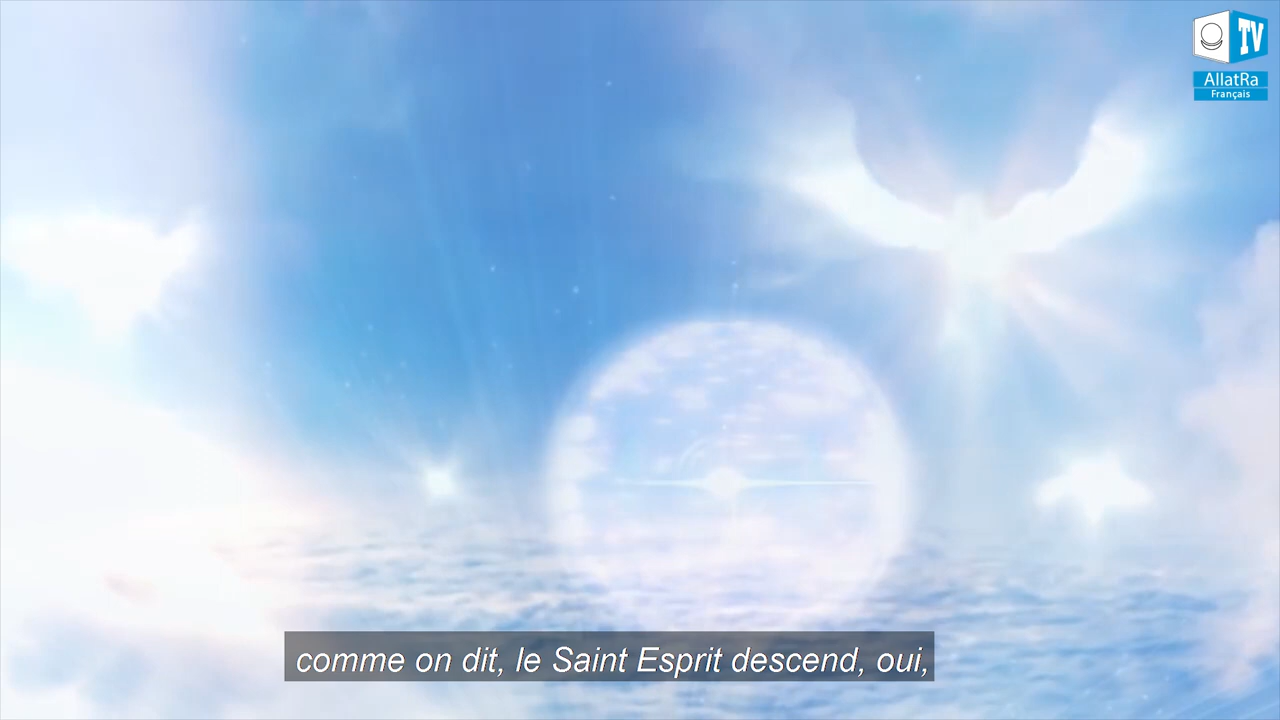 TV
AllatRa
Français
comme on dit, le Saint Esprit descend, oui,